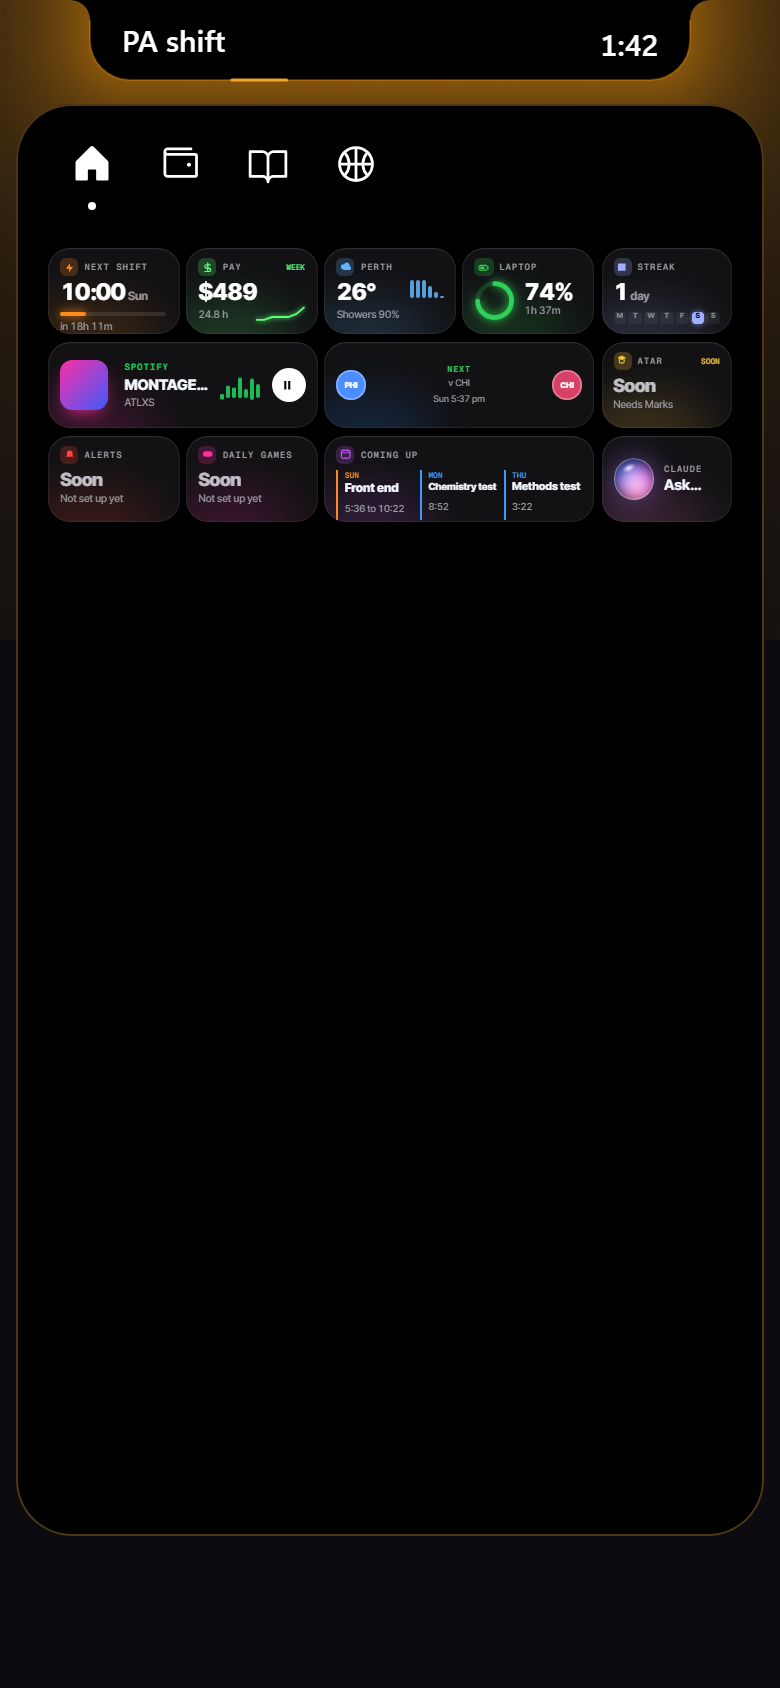 PA shift
1:42
NEXT SHIFT
10:00 Sun
in 18h 11m
PAY
WEEK
$489
24.8 h
PERTH
26°
Showers 90%
LAPTOP
74%
1h 37m
STREAK
1 day
M T W T F S S
SPOTIFY
MONTAGE...
ATLXS
PHI
NEXT
v CHI
Sun 5:37 pm
CHI
ATAR
SOON
Soon
Needs Marks
ALERTS
Soon
Not set up yet
DAILY GAMES
Soon
Not set up yet
COMING UP
SUN
Front end
5:36 to 10:22
MON
Chemistry test
8:52
THU
Methods test
3:22
CLAUDE
Ask...